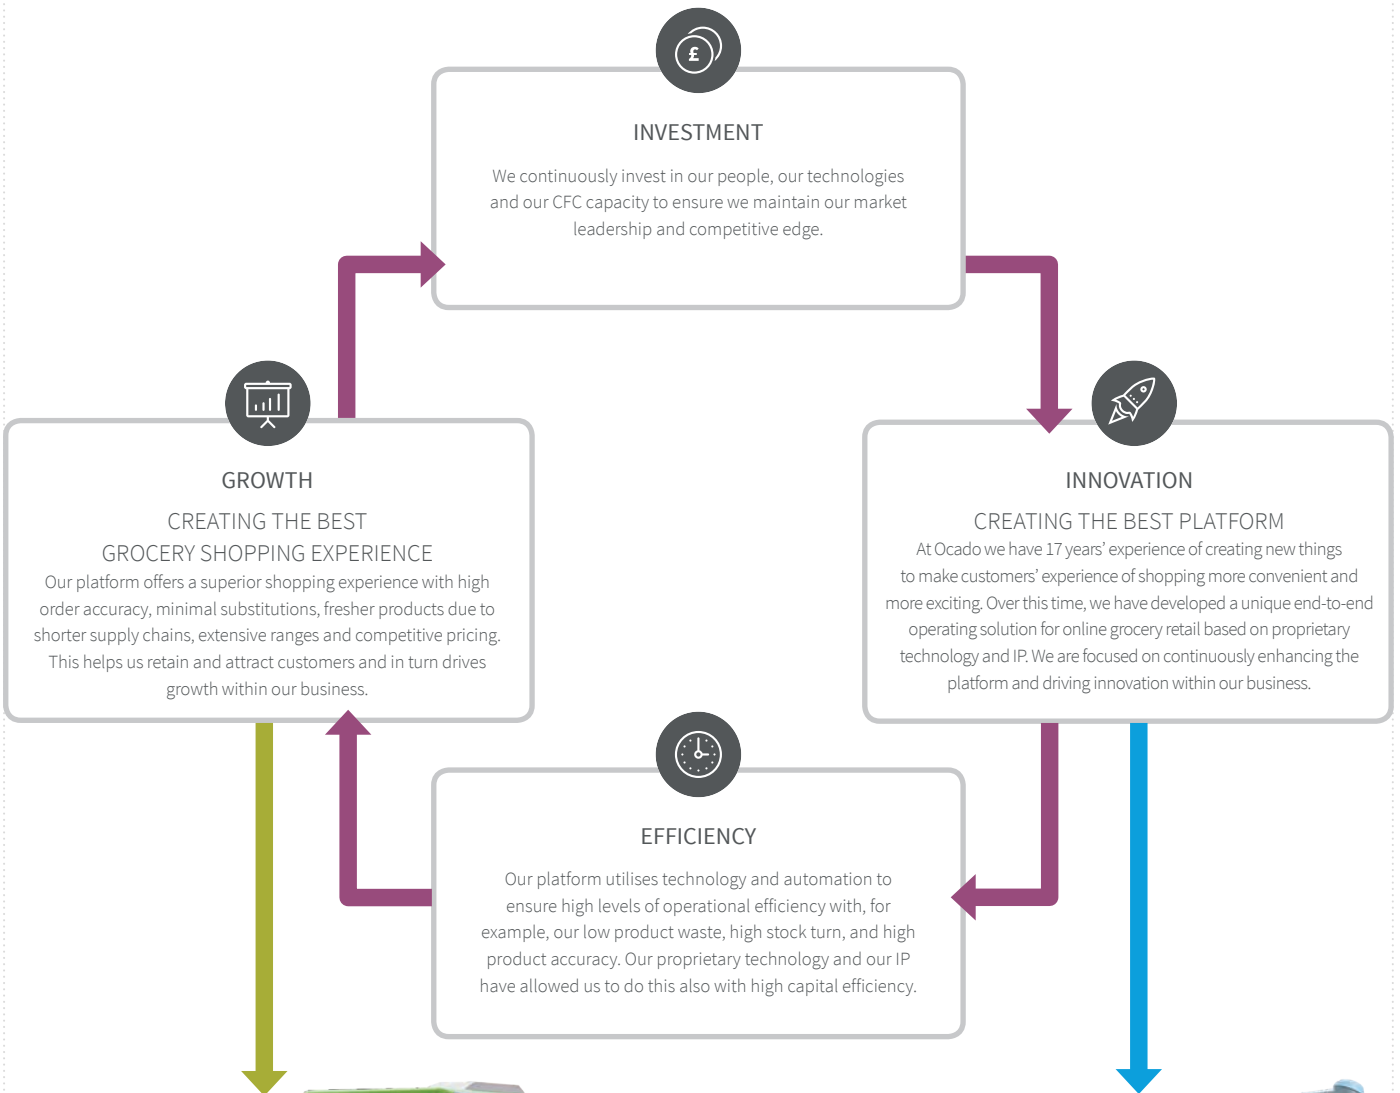 £
INVESTMENT
We continuously invest in our people, our technologies
and our CFC capacity to ensure we maintain our market
leadership and competitive edge.
GROWTH
CREATING THE BEST
GROCERY SHOPPING EXPERIENCE
Our platform offers a superior shopping experience with high
order accuracy, minimal substitutions, fresher products due to
shorter supply chains, extensive ranges and competitive pricing.
This helps us retain and attract customers and in turn drives
growth within our business.
INNOVATION
CREATING THE BEST PLATFORM
At Ocado we have 17 years’ experience of creating new things
to make customers’ experience of shopping more convenient and
more exciting. Over this time, we have developed a unique end-to-end
operating solution for online grocery retail based on proprietary
technology and IP. We are focused on continuously enhancing the
platform and driving innovation within our business.
EFFICIENCY
Our platform utilises technology and automation to
ensure high levels of operational efficiency with, for
example, our low product waste, high stock turn, and high
product accuracy. Our proprietary technology and our IP
have allowed us to do this also with high capital efficiency.